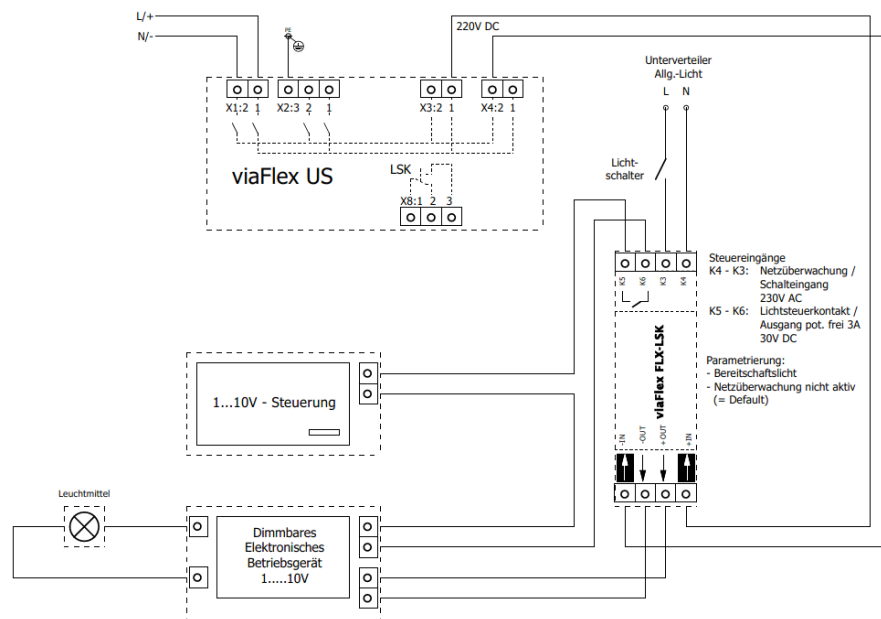 L/+
N/-
PE
220V DC
X1:2 1
X2:3 2 1
X3:2 1
X4:2 1
viaFlex US
LSK
X8:1 2 3
Unterverteiler
Allg.-Licht
L N
Licht-
schalter
K5 K6 K3 K4
Steuereingänge
K4 - K3: Netzüberwachung /
Schalteingang
230V AC
K5 - K6: Lichtsteuerkontakt /
Ausgang pot. frei 3A
30V DC
Parametrierung:
- Bereitschaftslicht
- Netzüberwachung nicht aktiv
(= Default)
viaFlex FLX-LSK
-IN -OUT +OUT +IN
1...10V - Steuerung
Leuchtmittel
Dimmbares
Elektronisches
Betriebsgerät
1.....10V